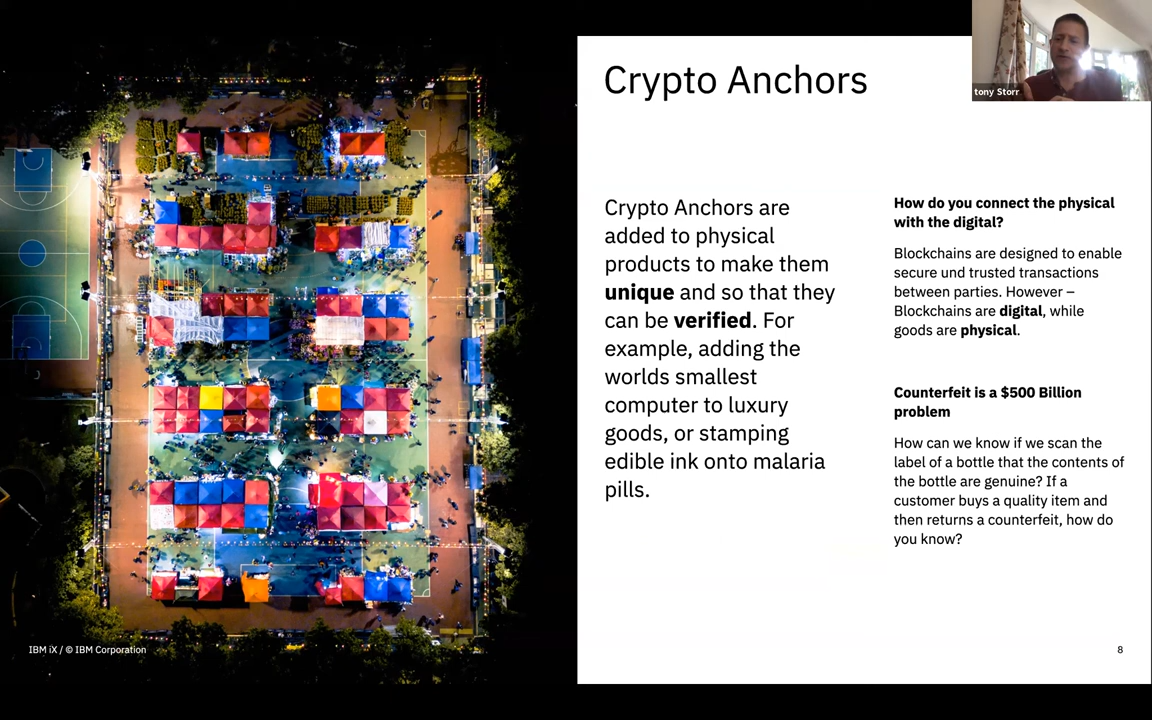 Crypto Anchors
tony Storr
Crypto Anchors are
added to physical
products to make them
unique and so that they
can be verified. For
example, adding the
worlds smallest
computer to luxury
goods, or stamping
edible ink onto malaria
pills.
How do you connect the physical
with the digital?
Blockchains are designed to enable
secure und trusted transactions
between parties. However –
Blockchains are digital, while
goods are physical.
Counterfeit is a $500 Billion
problem
How can we know if we scan the
label of a bottle that the contents of
the bottle are genuine? If a
customer buys a quality item and
then returns a counterfeit, how do
you know?
IBM iX / © IBM Corporation
8